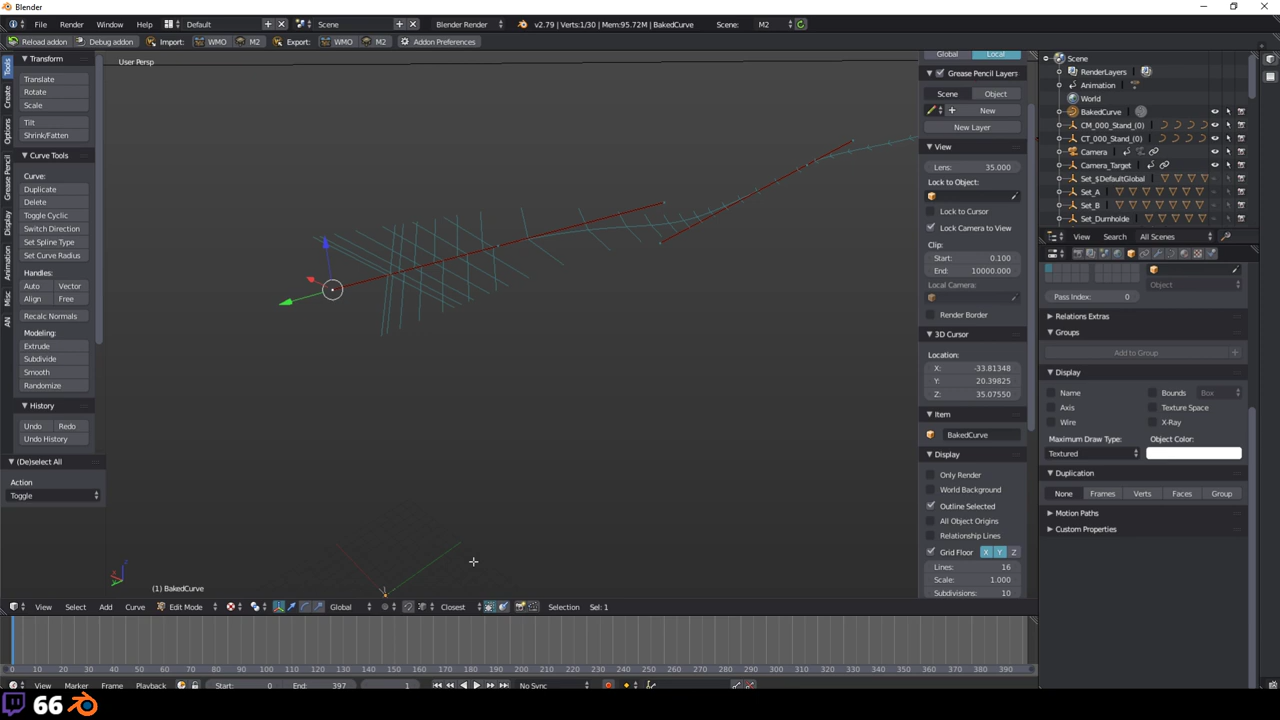 Blender
File Render Window Help Default Scene Blender Render v2.79 | Verts:1/30 | Mem:95.72M | BakedCurve Scene: M2
Reload addon Debug addon Import: WMO M2 Export: WMO M2 Addon Preferences
Tools
Create
Options
Grease Pencil
Display
Animation
Misc
AN
Transform
Translate
Rotate
Scale
Tilt
Shrink/Fatten
Curve Tools
Curve:
Duplicate
Delete
Toggle Cyclic
Switch Direction
Set Spline Type
Set Curve Radius
Handles:
Auto Vector
Align Free
Recalc Normals
Modeling:
Extrude
Subdivide
Smooth
Randomize
History
Undo Redo
Undo History
(De)select All
Action
Toggle
User Persp
(1) BakedCurve
Global Local
Grease Pencil Layers
Scene Object
New
New Layer
View
Lens: 35.000
Lock to Object:
Lock to Cursor
Lock Camera to View
Clip:
Start: 0.100
End: 10000.000
Local Camera:
Render Border
3D Cursor
Location:
X: -33.81348
Y: 20.39825
Z: 35.07550
Item
BakedCurve
Display
Only Render
World Background
Outline Selected
All Object Origins
Relationship Lines
Grid Floor X Y Z
Lines: 16
Scale: 1.000
Subdivisions: 10
Scene
RenderLayers
Animation
World
BakedCurve
CM_000_Stand_(0)
CT_000_Stand_(0)
Camera
Camera_Target
Set_$DefaultGlobal
Set_A
Set_B
Set_Durnholde
View Search All Scenes
Object
Pass Index: 0
Relations Extras
Groups
Add to Group
Display
Name Bounds Box
Axis Texture Space
Wire X-Ray
Maximum Draw Type: Object Color:
Textured
Duplication
None Frames Verts Faces Group
Motion Paths
Custom Properties
View Select Add Curve Edit Mode Global Closest Selection Sel: 1
0 10 20 30 40 50 60 70 80 90 100 110 120 130 140 150 160 170 180 190 200 210 220 230 240 250 260 270 280 290 300 310 320 330 340 350 360 370 380 390
View Marker Frame Playback Start: 0 End: 397 1 No Sync
66